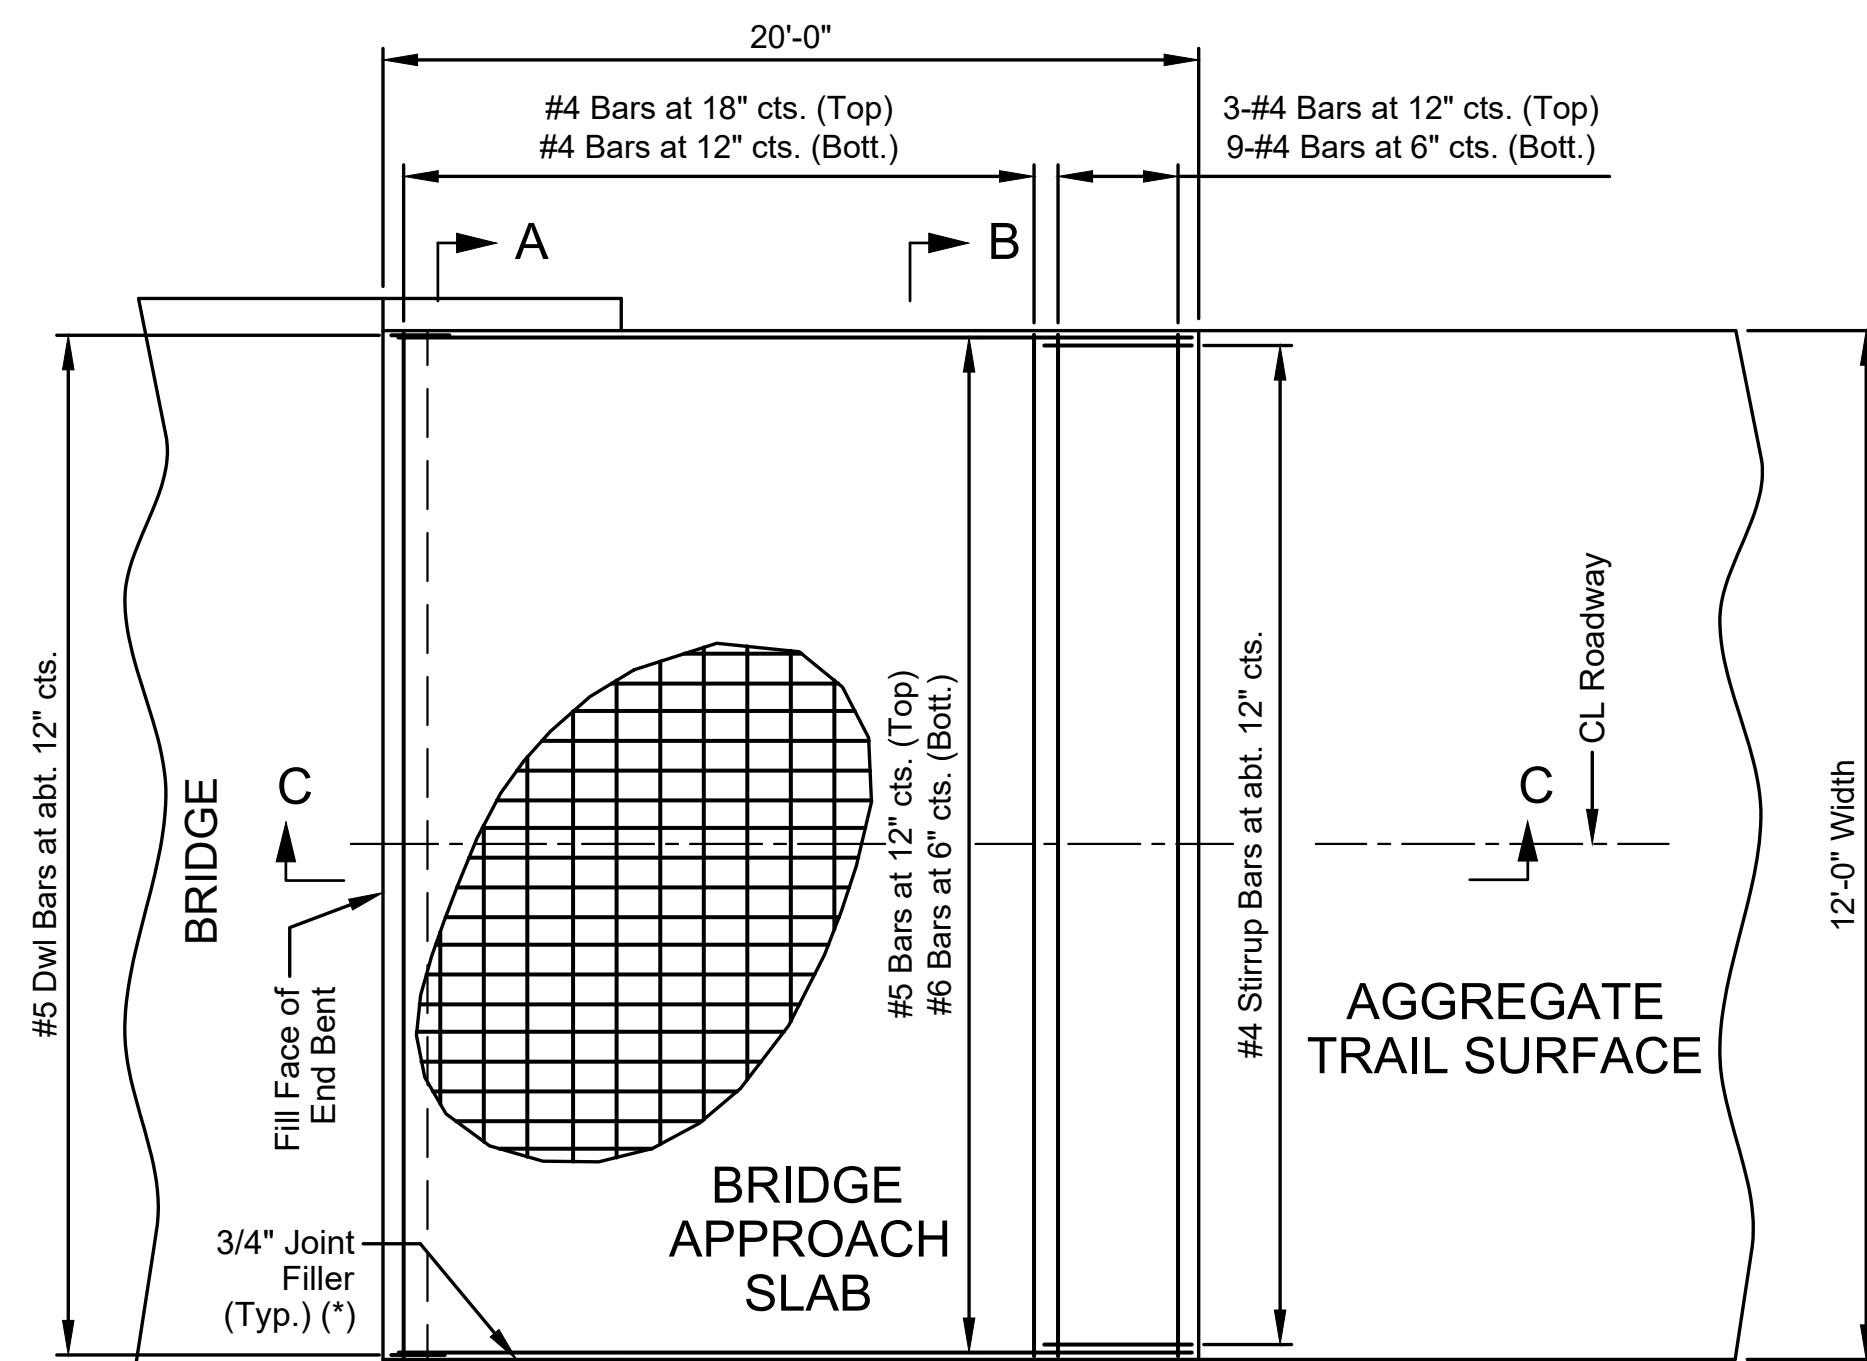 20'-0"
#4 Bars at 18" cts. (Top)
#4 Bars at 12" cts. (Bott.)
3-#4 Bars at 12" cts. (Top)
9-#4 Bars at 6" cts. (Bott.)
A
B
#5 Dwl Bars at abt. 12" cts.
BRIDGE
C
Fill Face of
End Bent
3/4" Joint
Filler
(Typ.) (*)
#5 Bars at 12" cts. (Top)
#6 Bars at 6" cts. (Bott.)
BRIDGE
APPROACH
SLAB
#4 Stirrup Bars at abt. 12" cts.
C
CL Roadway
AGGREGATE
TRAIL SURFACE
12'-0" Width